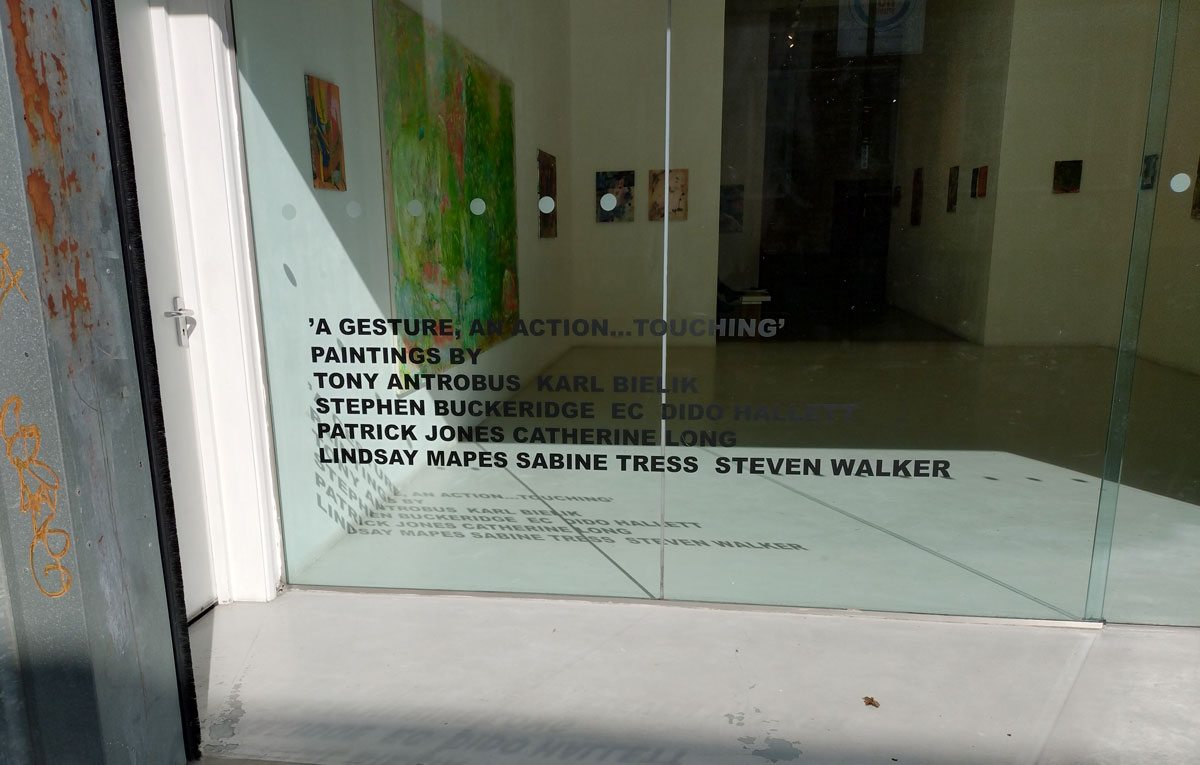 ’A GESTURE, AN ACTION...TOUCHING’
PAINTINGS BY
TONY ANTROBUS KARL BIELIK
STEPHEN BUCKERIDGE EC DIDO HALLETT
PATRICK JONES CATHERINE LONG
LINDSAY MAPES SABINE TRESS STEVEN WALKER